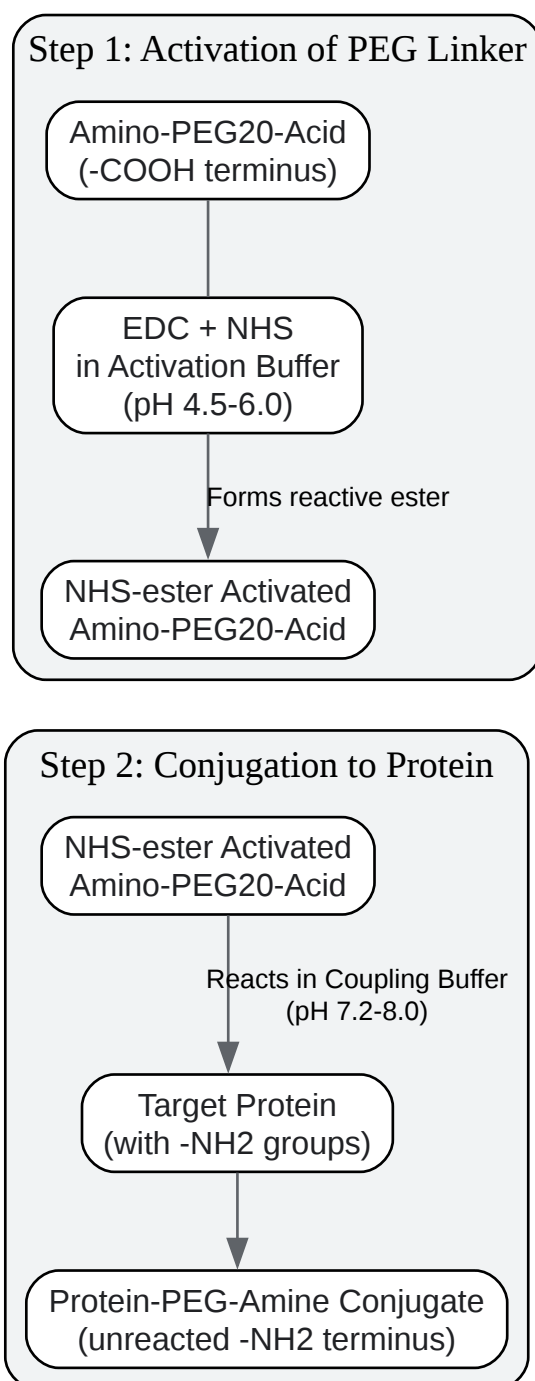 Step 1: Activation of PEG Linker
Amino-PEG20-Acid
(-COOH terminus)
EDC + NHS
in Activation Buffer
(pH 4.5-6.0)
Forms reactive ester
NHS-ester Activated
Amino-PEG20-Acid
Step 2: Conjugation to Protein
NHS-ester Activated
Amino-PEG20-Acid
Reacts in Coupling Buffer
(pH 7.2-8.0)
Target Protein
(with -NH2 groups)
Protein-PEG-Amine Conjugate
(unreacted -NH2 terminus)